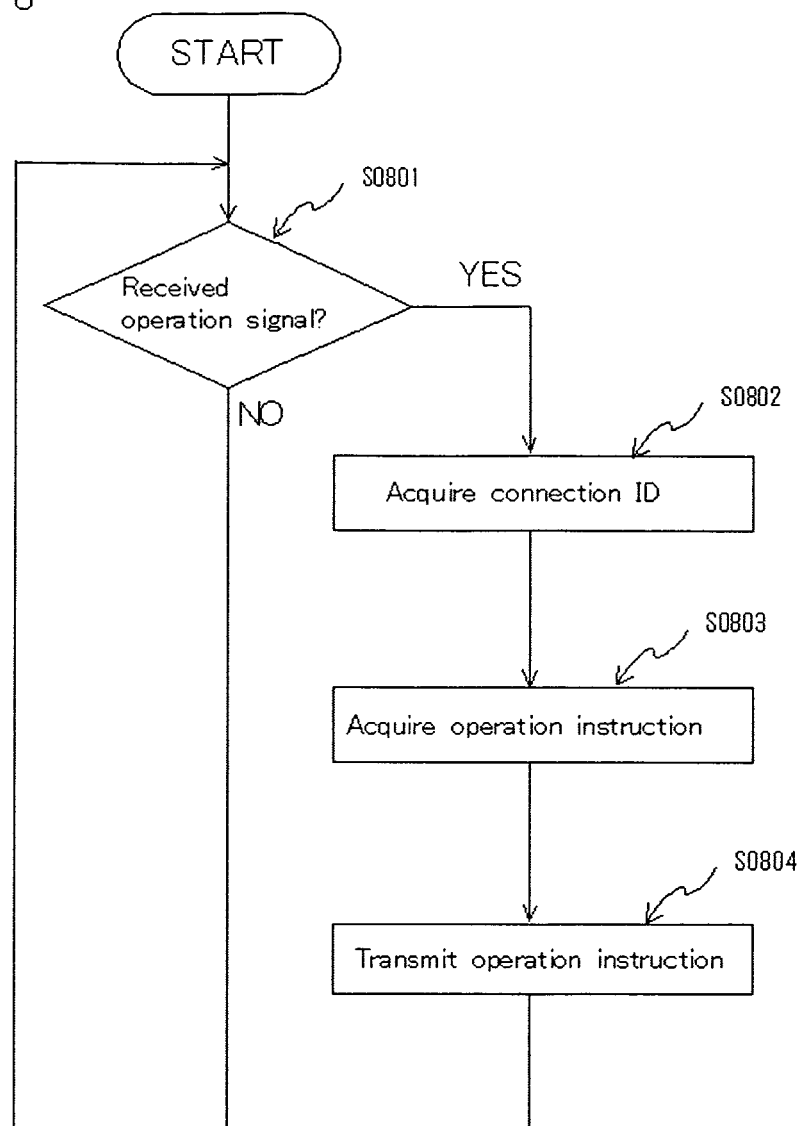 START
S0801
Received
operation signal?
YES
NO
S0802
Acquire connection ID
S0803
Acquire operation instruction
S0804
Transmit operation instruction